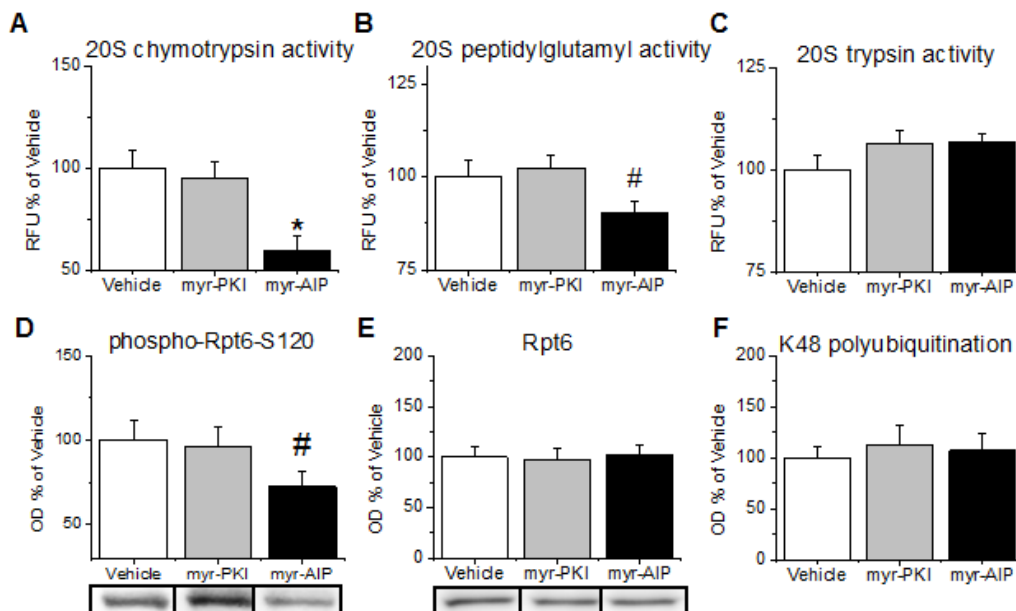 A
20S chymotrypsin activity
RFU % of Vehicle
150
100
50
*
Vehicle myr-PKI myr-AIP
B
20S peptidylglutamyl activity
RFU % of Vehicle
125
100
75
#
Vehicle myr-PKI myr-AIP
C
20S trypsin activity
RFU % of Vehicle
125
100
75
Vehicle myr-PKI myr-AIP
D
phospho-Rpt6-S120
OD % of Vehicle
150
100
50
#
Vehicle myr-PKI myr-AIP
E
Rpt6
OD % of Vehicle
200
150
100
50
0
Vehicle myr-PKI myr-AIP
F
K48 polyubiquitination
OD % of Vehicle
200
150
100
50
0
Vehicle myr-PKI myr-AIP